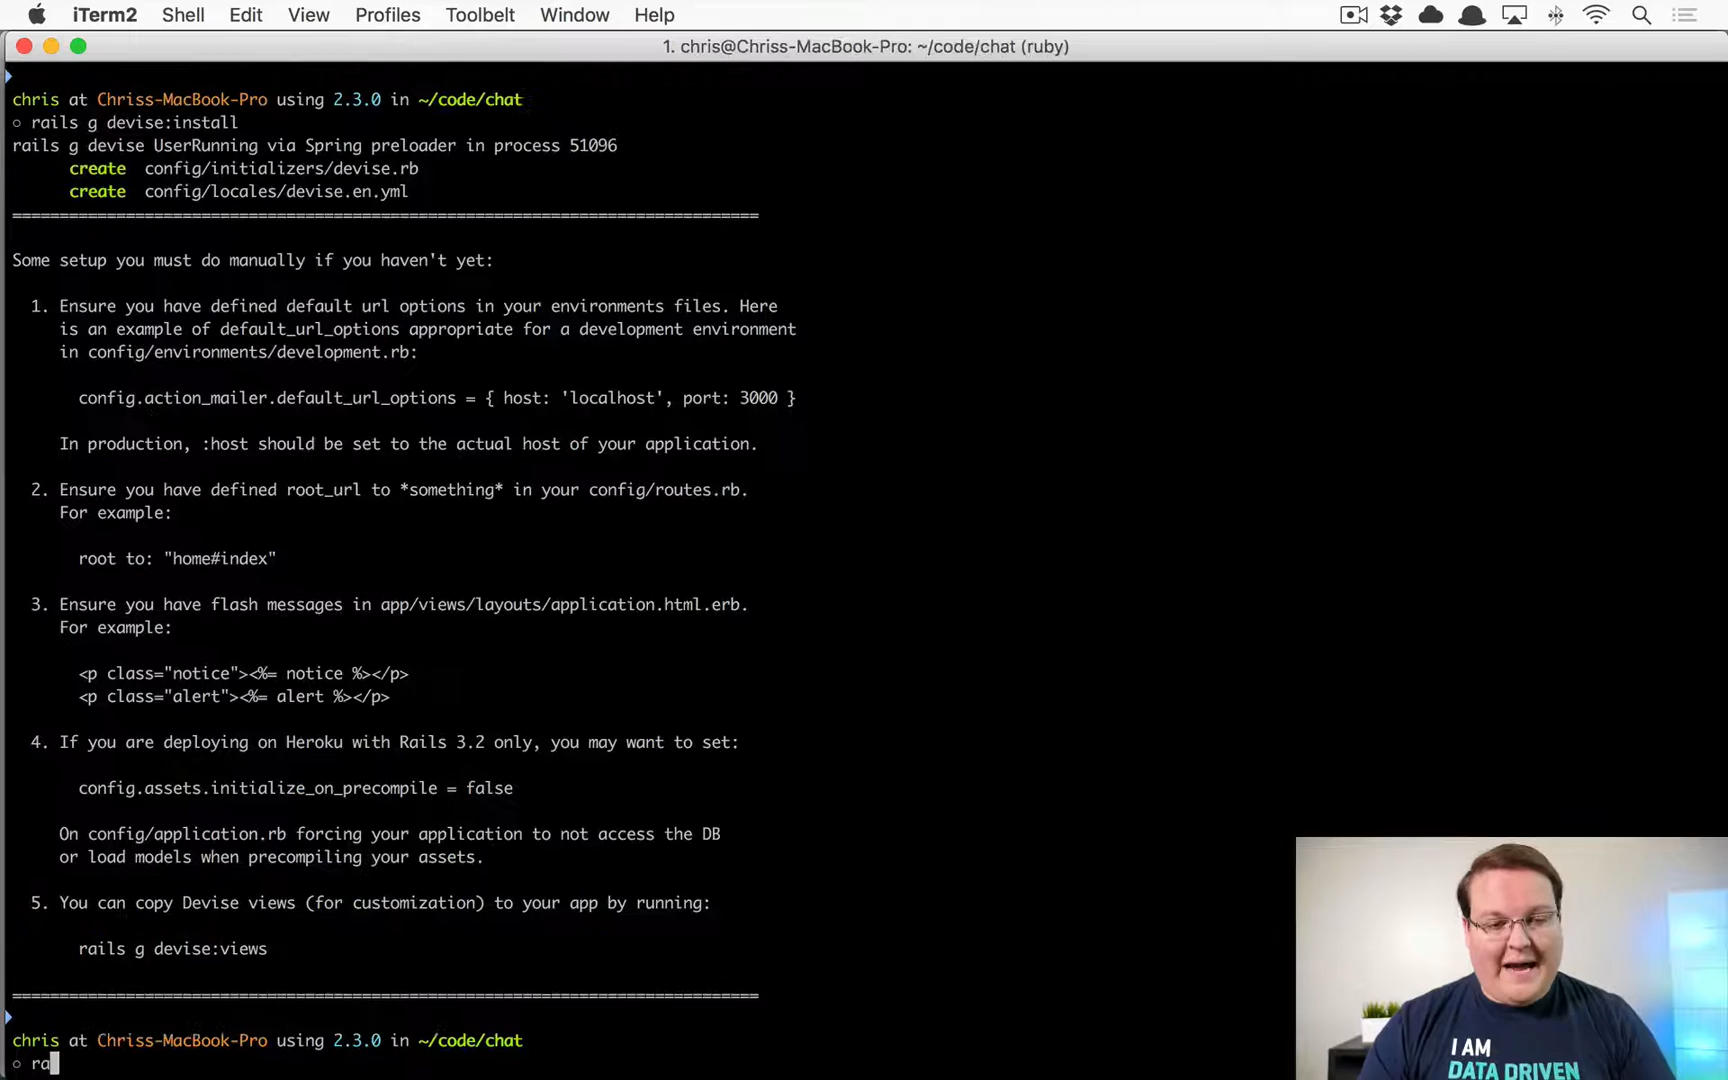 iTerm2 Shell Edit View Profiles Toolbelt Window Help
1. chris@Chriss-MacBook-Pro: ~/code/chat (ruby)
chris at Chriss-MacBook-Pro using 2.3.0 in ~/code/chat
○ rails g devise:install
rails g devise UserRunning via Spring preloader in process 51096
create config/initializers/devise.rb
create config/locales/devise.en.yml
===============================================================================
Some setup you must do manually if you haven't yet:
1. Ensure you have defined default url options in your environments files. Here
is an example of default_url_options appropriate for a development environment
in config/environments/development.rb:
config.action_mailer.default_url_options = { host: 'localhost', port: 3000 }
In production, :host should be set to the actual host of your application.
2. Ensure you have defined root_url to *something* in your config/routes.rb.
For example:
root to: "home#index"
3. Ensure you have flash messages in app/views/layouts/application.html.erb.
For example:
<p class="notice"><%= notice %></p>
<p class="alert"><%= alert %></p>
4. If you are deploying on Heroku with Rails 3.2 only, you may want to set:
config.assets.initialize_on_precompile = false
On config/application.rb forcing your application to not access the DB
or load models when precompiling your assets.
5. You can copy Devise views (for customization) to your app by running:
rails g devise:views
===============================================================================
chris at Chriss-MacBook-Pro using 2.3.0 in ~/code/chat
○ ra
I AM
DATA DRIVEN